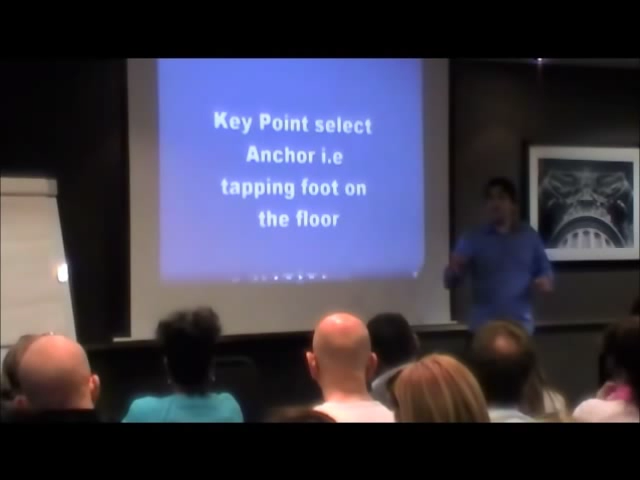 Key Point select
Anchor i.e
tapping foot on
the floor